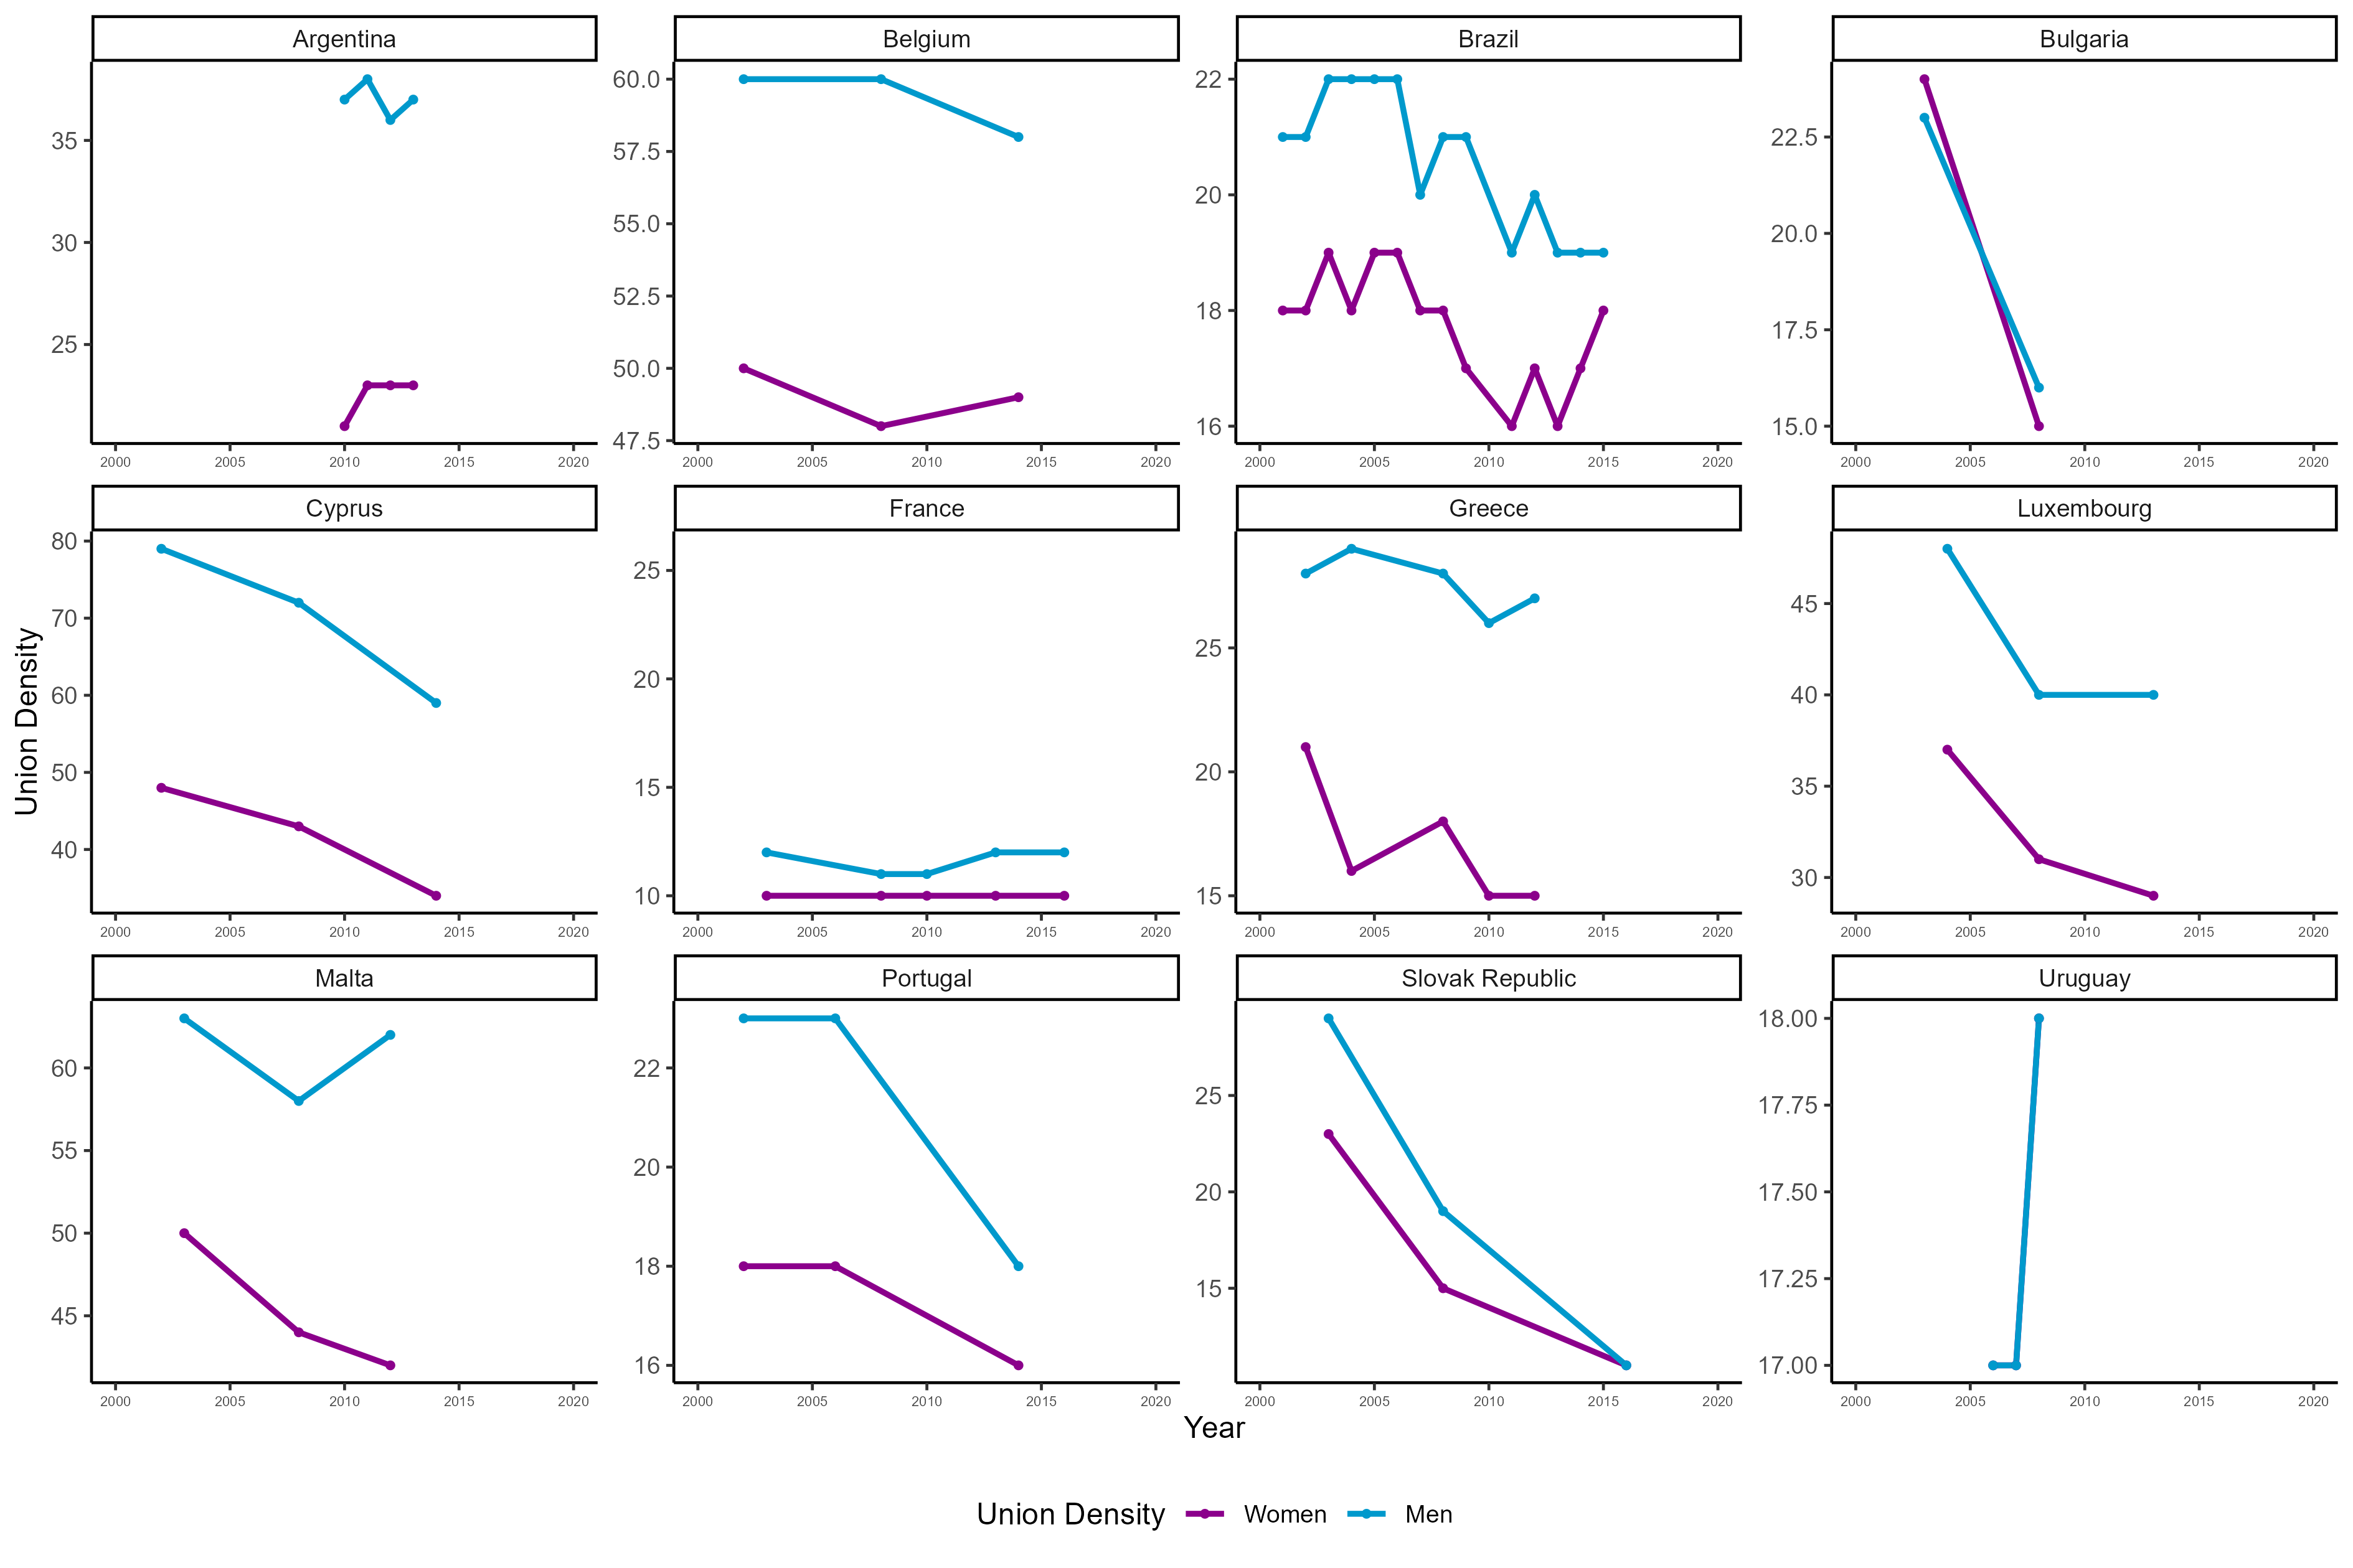 Argentina
Belgium
Brazil
Bulgaria
35
30
25
60.0
57.5
55.0
52.5
50.0
47.5
22
20
18
16
22.5
20.0
17.5
15.0
2000 2005 2010 2015 2020
2000 2005 2010 2015 2020
2000 2005 2010 2015 2020
2000 2005 2010 2015 2020
Cyprus
France
Greece
Luxembourg
Union Density
80
70
60
50
40
25
20
15
10
25
20
15
45
40
35
30
2000 2005 2010 2015 2020
2000 2005 2010 2015 2020
2000 2005 2010 2015 2020
2000 2005 2010 2015 2020
Malta
Portugal
Slovak Republic
Uruguay
60
55
50
45
22
20
18
16
25
20
15
18.00
17.75
17.50
17.25
17.00
2000 2005 2010 2015 2020
2000 2005 2010 2015 2020
2000 2005 2010 2015 2020
2000 2005 2010 2015 2020
Year
Union Density Women Men